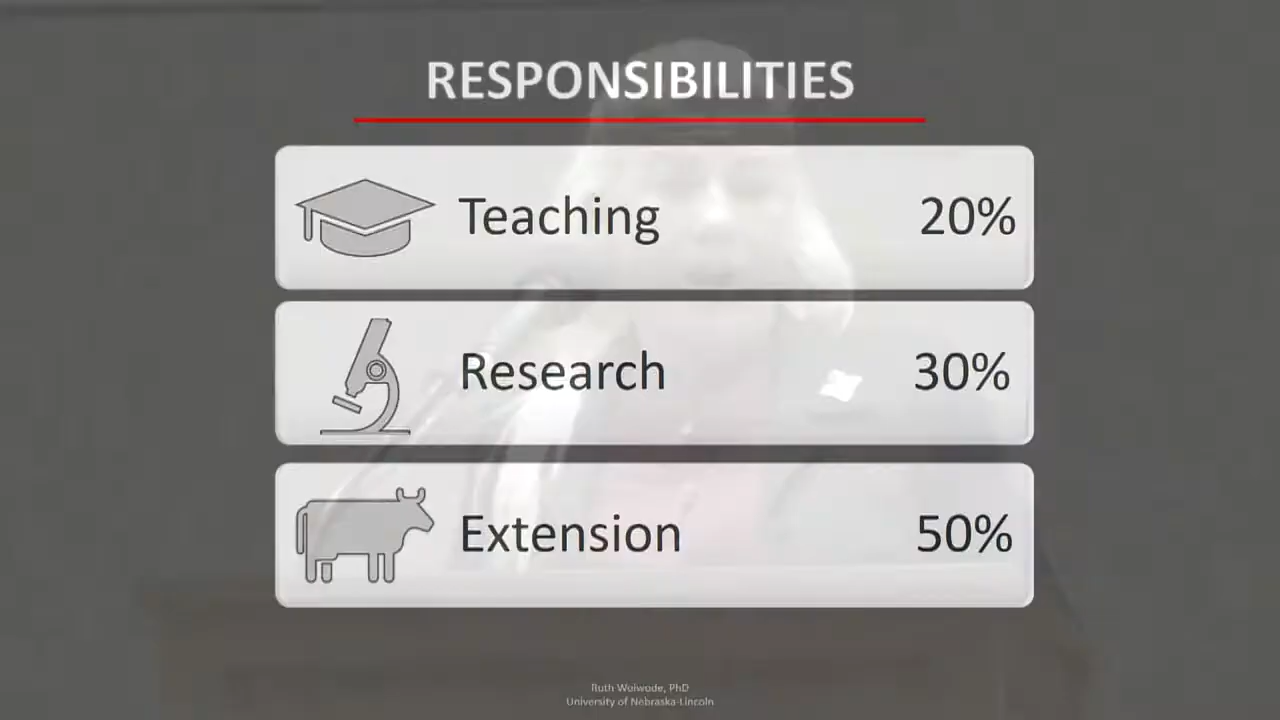 RESPONSIBILITIES
Teaching 20%
Research 30%
Extension 50%
Ruth Woiwode, PhD
University of Nebraska-Lincoln